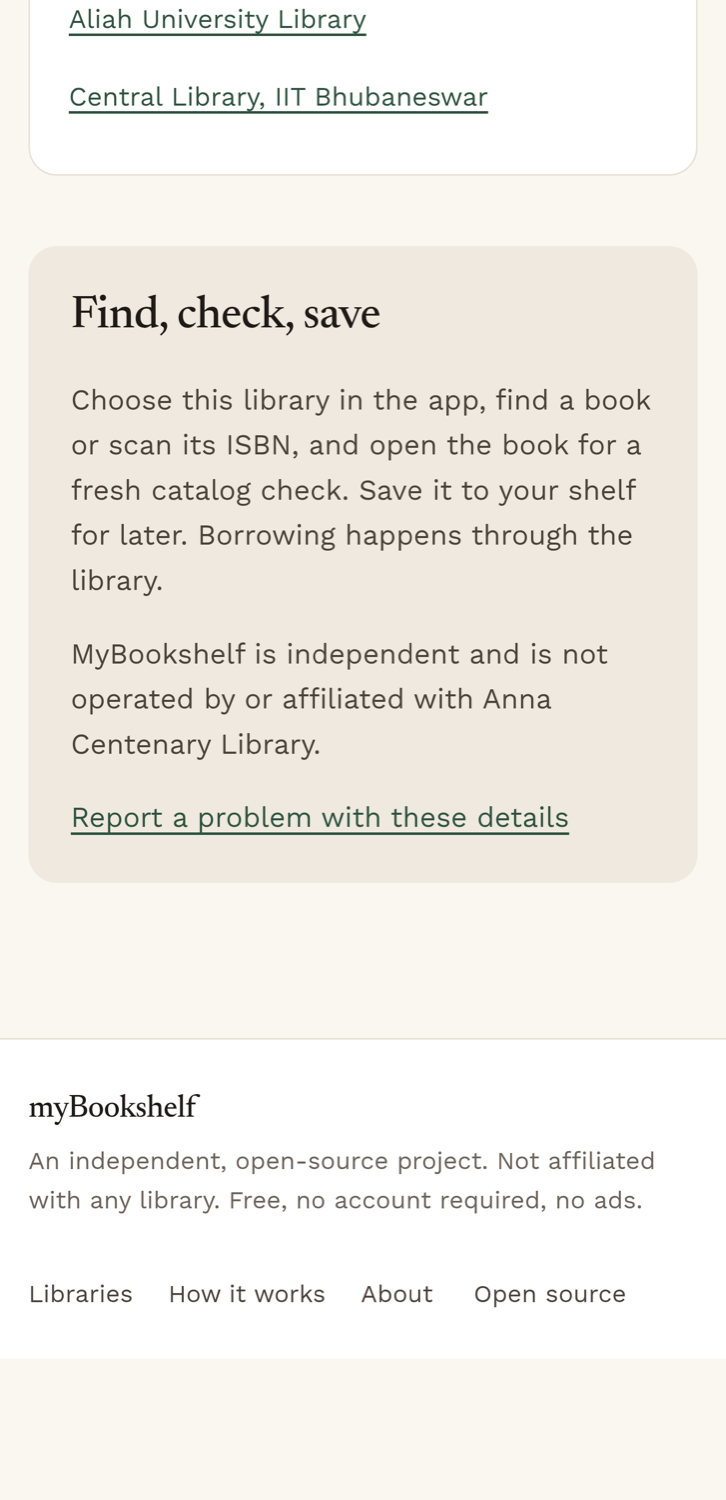 Aliah University Library
Central Library, IIT Bhubaneswar
Find, check, save
Choose this library in the app, find a book
or scan its ISBN, and open the book for a
fresh catalog check. Save it to your shelf
for later. Borrowing happens through the
library.
MyBookshelf is independent and is not
operated by or affiliated with Anna
Centenary Library.
Report a problem with these details
myBookshelf
An independent, open-source project. Not affiliated
with any library. Free, no account required, no ads.
Libraries How it works About Open source